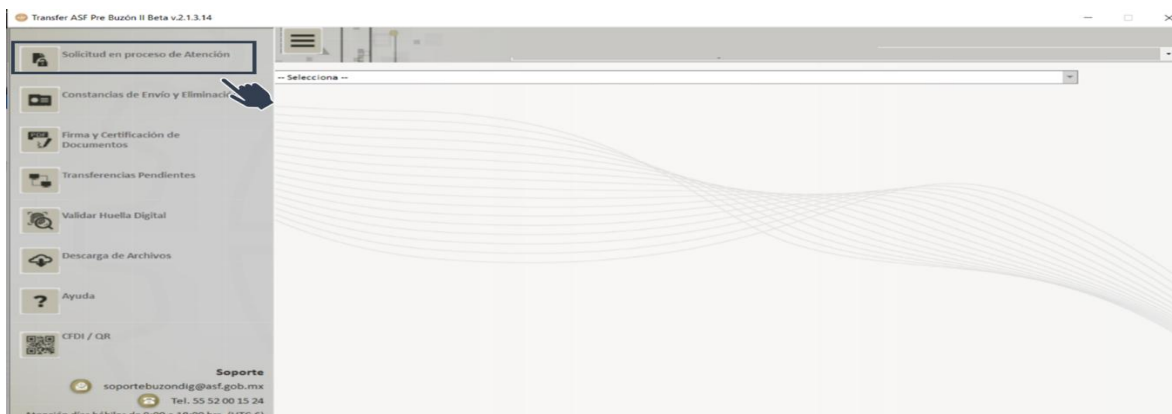 Transfer ASF Pre Buzón II Beta v.2.1.3.14
Solicitud en proceso de Atención
-- Selecciona --
Constancias de Envío y Eliminació
Firma y Certificación de
Documentos
Transferencias Pendientes
Validar Huella Digital
Descarga de Archivos
Ayuda
CFDI / QR
Soporte
soportebuzondig@asf.gob.mx
Tel. 55 52 00 15 24